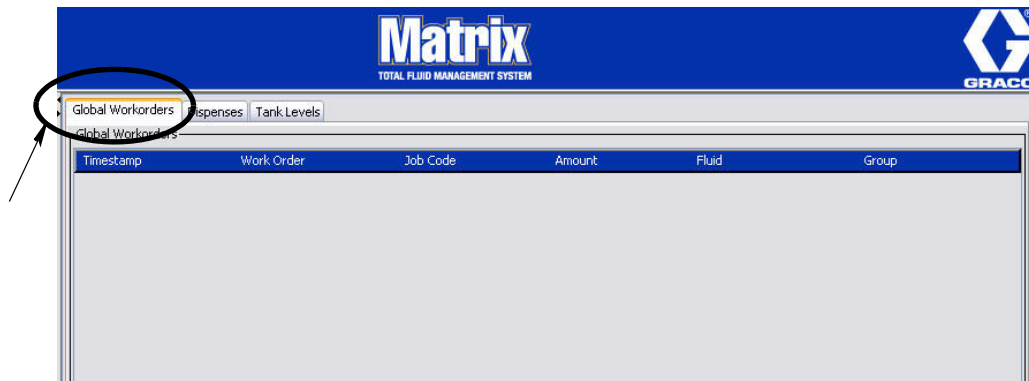 Matrix
TOTAL FLUID MANAGEMENT SYSTEM
GRACO
Global Workorders Dispenses Tank Levels
Global Workorders
Timestamp Work Order Job Code Amount Fluid Group